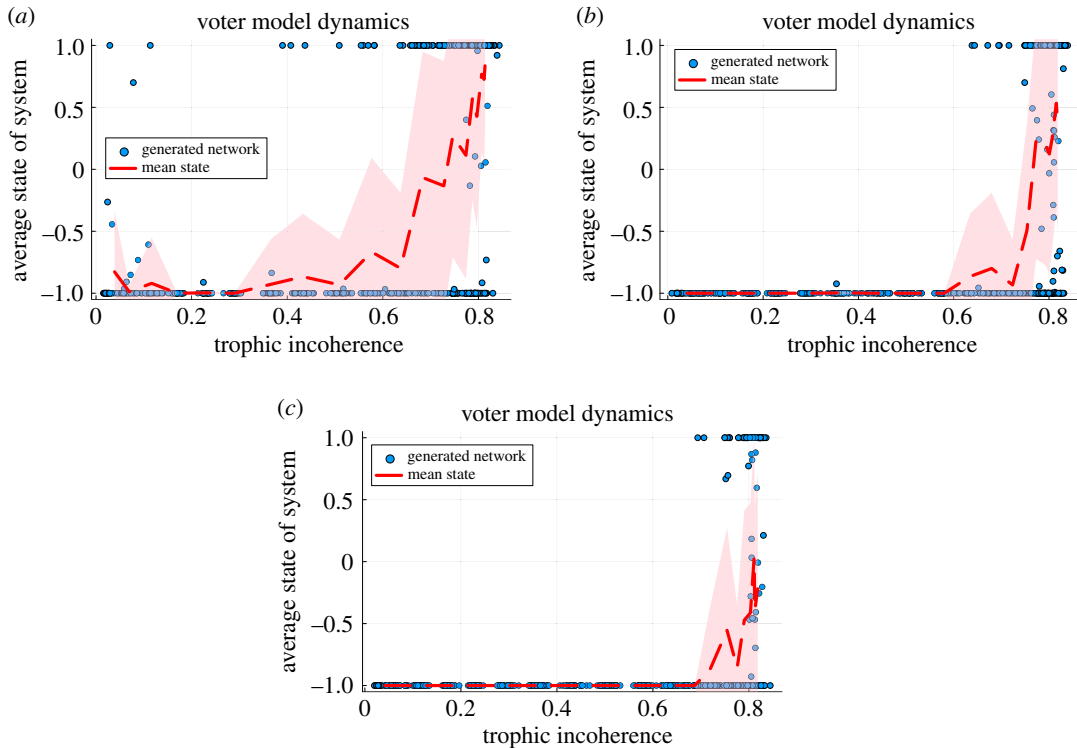 (a)
voter model dynamics
1.0
0.5
0
−0.5
−1.0
average state of system
generated network
mean state
0 0.2 0.4 0.6 0.8
trophic incoherence
(b)
voter model dynamics
1.0
0.5
0
−0.5
−1.0
average state of system
generated network
mean state
0 0.2 0.4 0.6 0.8
trophic incoherence
(c)
voter model dynamics
1.0
0.5
0
−0.5
−1.0
average state of system
generated network
mean state
0 0.2 0.4 0.6 0.8
trophic incoherence